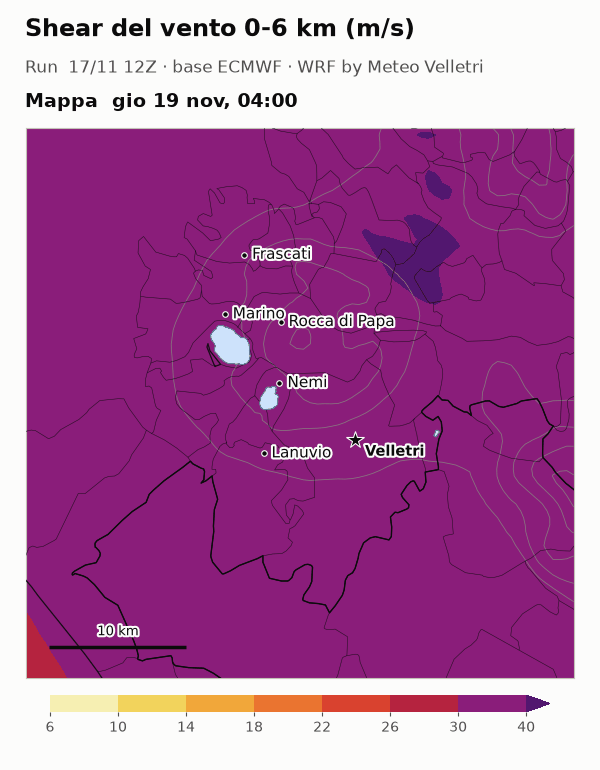 Shear del vento 0-6 km (m/s)
Run  17/11 12Z · base ECMWF · WRF by Meteo Velletri
Mappa  gio 19 nov, 04:00
Frascati
Marino
Rocca di Papa
Nemi
Velletri
Lanuvio
10 km
6 10 14 18 22 26 30 40